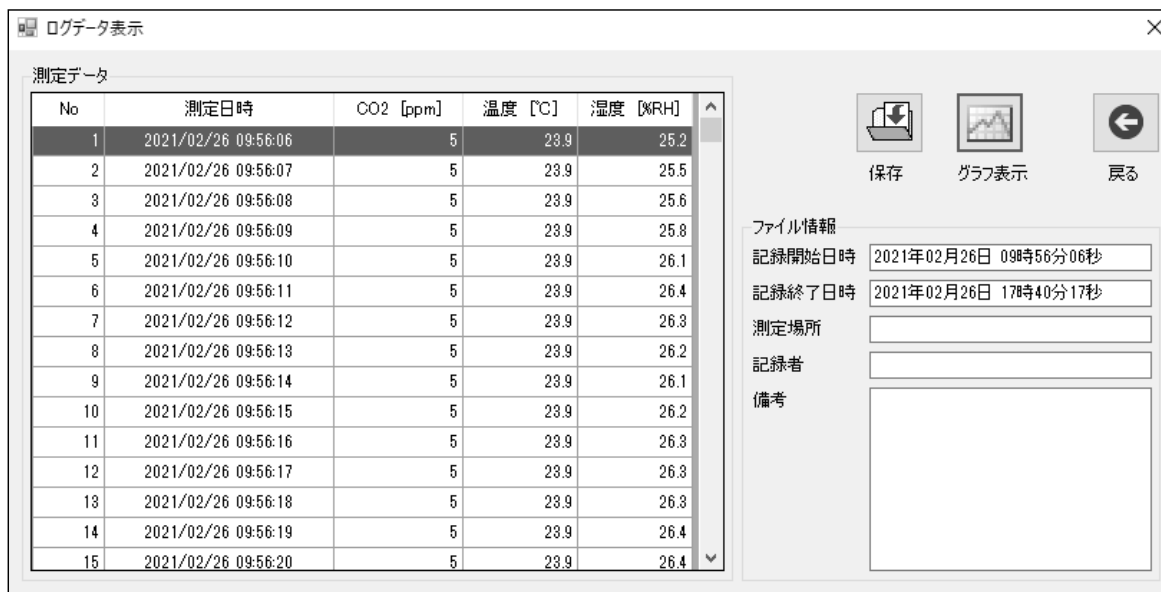 ログデータ表示
測定データ
No 測定日時 CO2 [ppm] 温度 [℃] 湿度 [%RH]
1 2021/02/26 09:56:06 5 23.9 25.2
2 2021/02/26 09:56:07 5 23.9 25.5
3 2021/02/26 09:56:08 5 23.9 25.6
4 2021/02/26 09:56:09 5 23.9 25.8
5 2021/02/26 09:56:10 5 23.9 26.1
6 2021/02/26 09:56:11 5 23.9 26.4
7 2021/02/26 09:56:12 5 23.9 26.3
8 2021/02/26 09:56:13 5 23.9 26.2
9 2021/02/26 09:56:14 5 23.9 26.1
10 2021/02/26 09:56:15 5 23.9 26.2
11 2021/02/26 09:56:16 5 23.9 26.3
12 2021/02/26 09:56:17 5 23.9 26.3
13 2021/02/26 09:56:18 5 23.9 26.3
14 2021/02/26 09:56:19 5 23.9 26.4
15 2021/02/26 09:56:20 5 23.9 26.4
保存 グラフ表示 戻る
ファイル情報
記録開始日時 2021年02月26日 09時56分06秒
記録終了日時 2021年02月26日 17時40分17秒
測定場所
記録者
備考